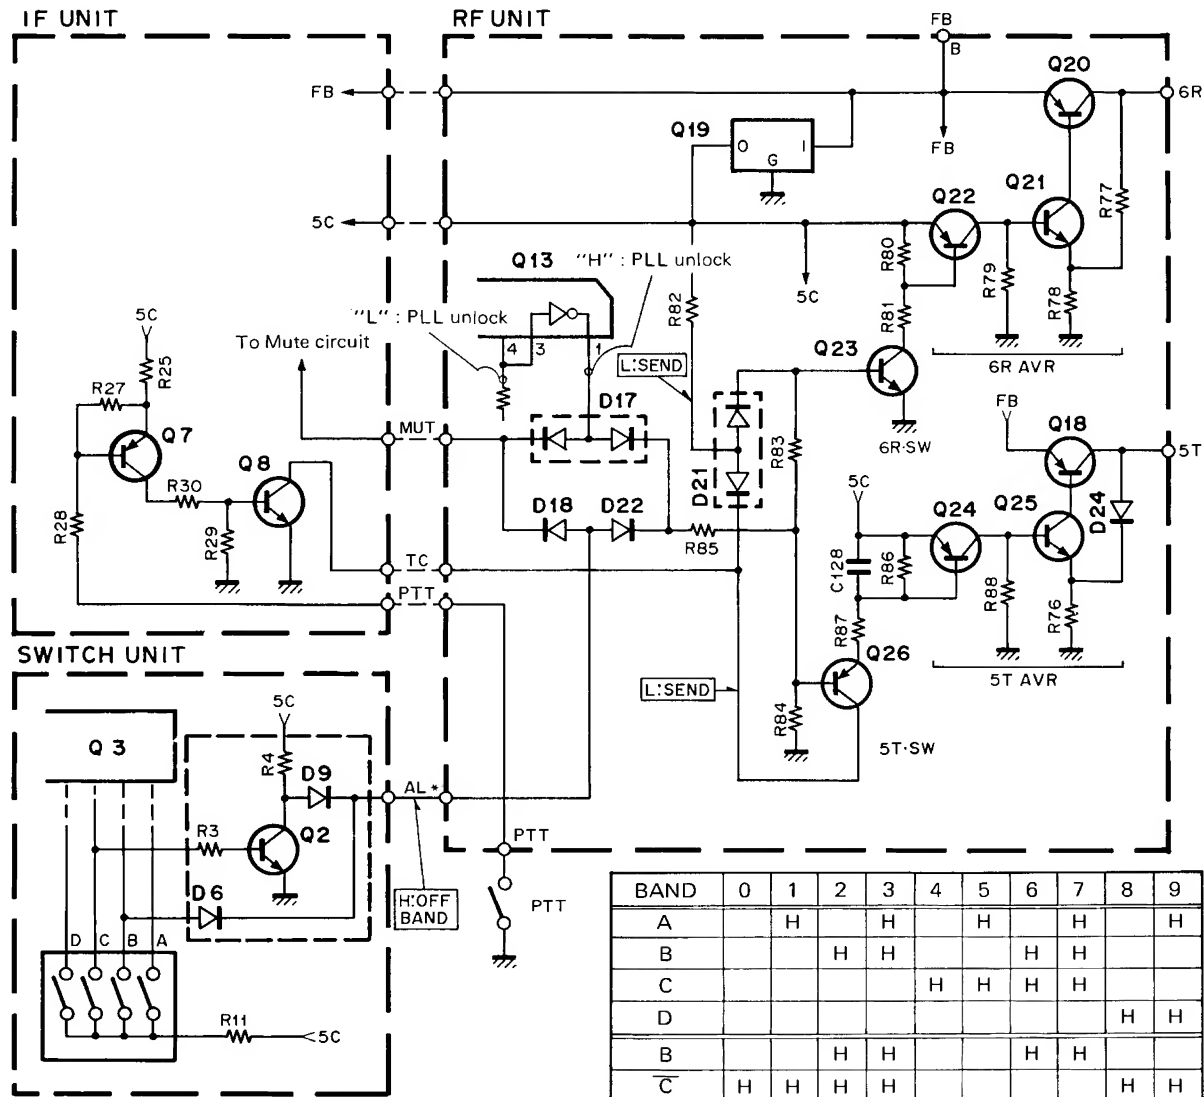 IF UNIT
RF UNIT
FB
B
Q20
FB
6R
Q19
O
I
G
FB
Q21
R77
Q22
5C
R80
R79
R78
Q13
"H" : PLL unlock
5C
R82
R81
"L" : PLL unlock
4
3
1
L:SEND
Q23
6R AVR
5C
To Mute circuit
R25
R27
Q7
D17
MUT
6R·SW
FB
Q18
5T
D21
R83
Q8
R30
D18
D22
5C
Q24
Q25
D24
R28
R29
R85
C128
R86
R88
R76
TC
PTT
R87
Q26
SWITCH UNIT
L:SEND
5T AVR
R84
5C
5T·SW
Q 3
R4
D9
AL *
R3
Q2
PTT
D6
H:OFF
BAND
PTT
D C B A
R11
5C
BAND 0 1 2 3 4 5 6 7 8 9
A H H H H H
B H H H H
C H H H H
D H H
B H H H H
C̅ H H H H H H